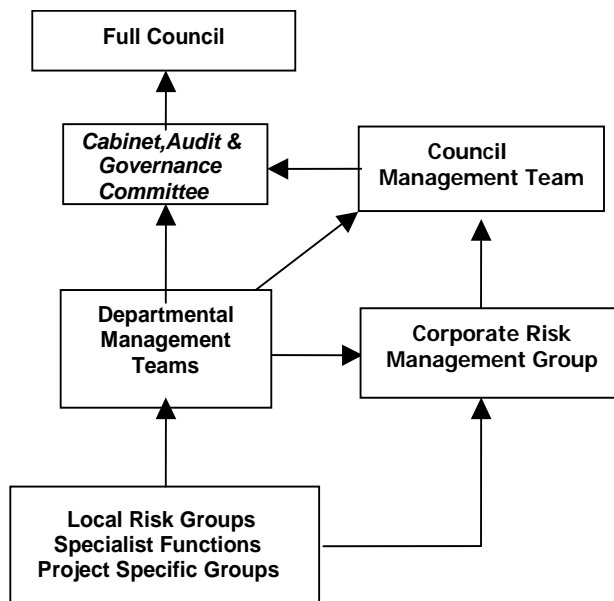 Full Council
Cabinet,Audit &
Governance
Committee
Council
Management Team
Departmental
Management
Teams
Corporate Risk
Management Group
Local Risk Groups
Specialist Functions
Project Specific Groups